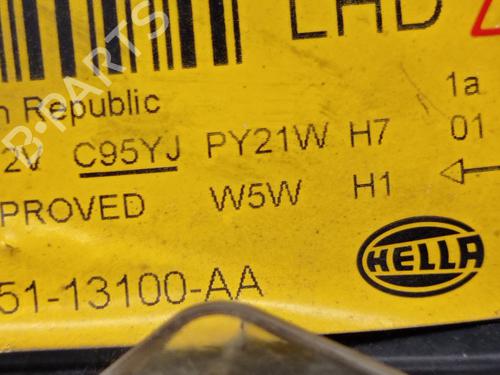 LHD
n Republic
1a
2V C95YJ PY21W H7 01
PROVED W5W H1
HELLA
51-13100-AA
B-PARTS